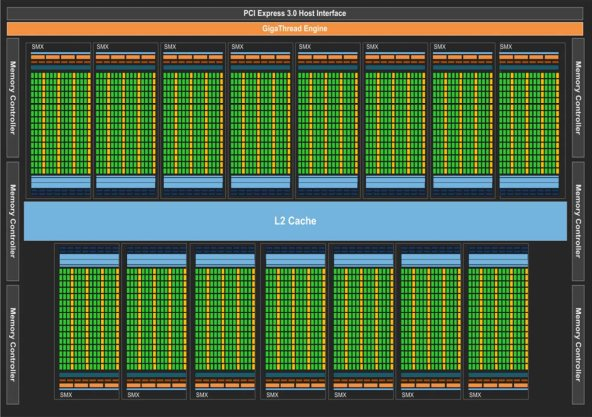 PCI Express 3.0 Host Interface
GigaThread Engine
Memory Controller
SMX
SMX
SMX
SMX
SMX
SMX
SMX
SMX
Memory Controller
Memory Controller
L2 Cache
Memory Controller
Memory Controller
SMX
SMX
SMX
SMX
SMX
SMX
SMX
Memory Controller